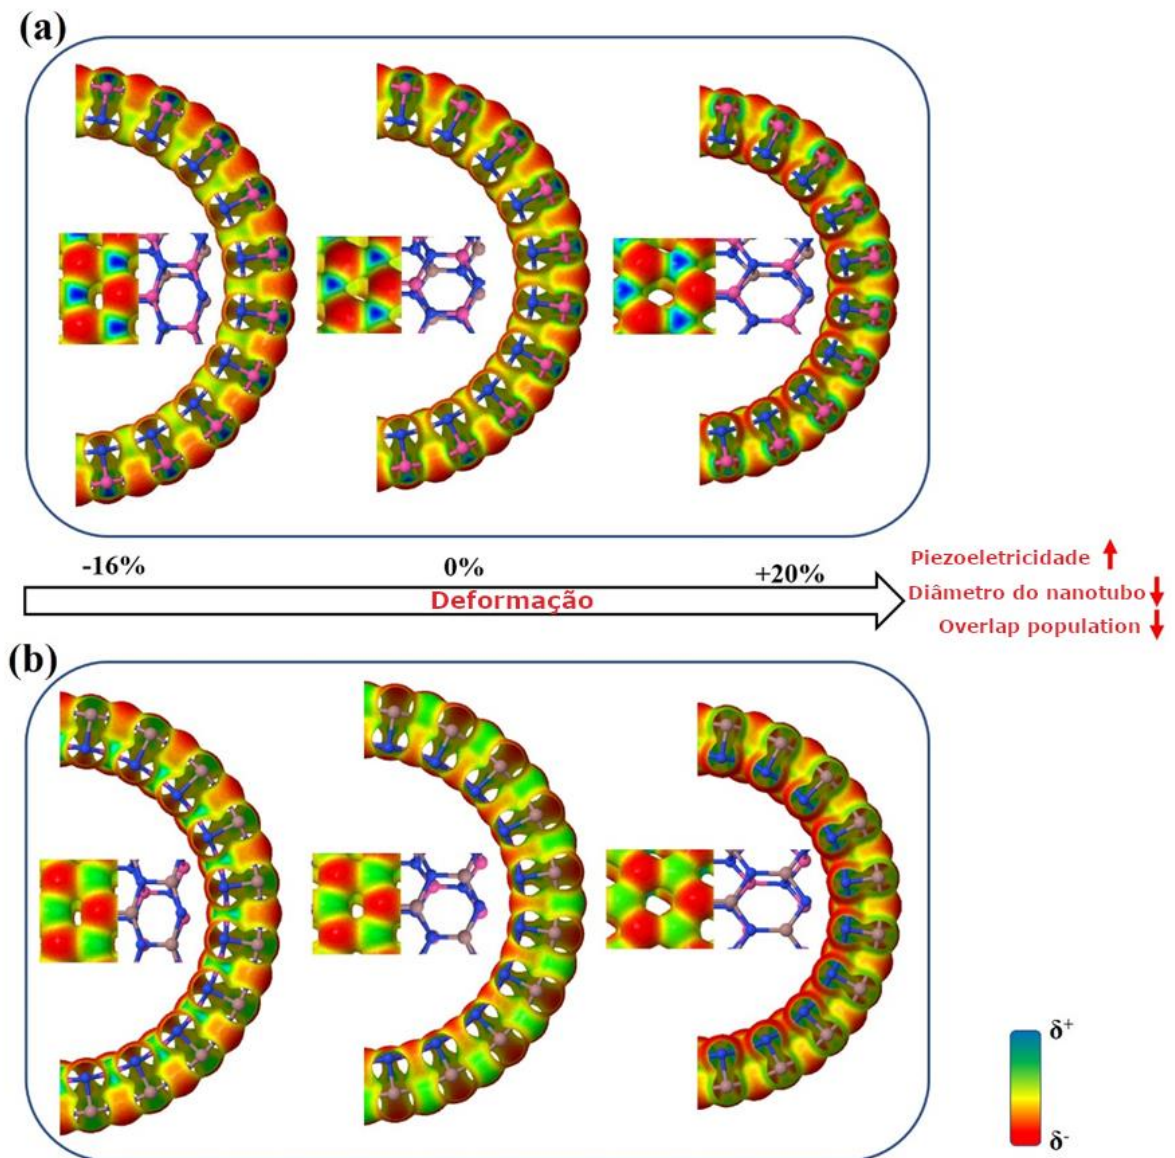 (a)
-16%
0%
+20%
Deformação
Piezoeletricidade
Diâmetro do nanotubo
Overlap population
(b)
δ+
δ-